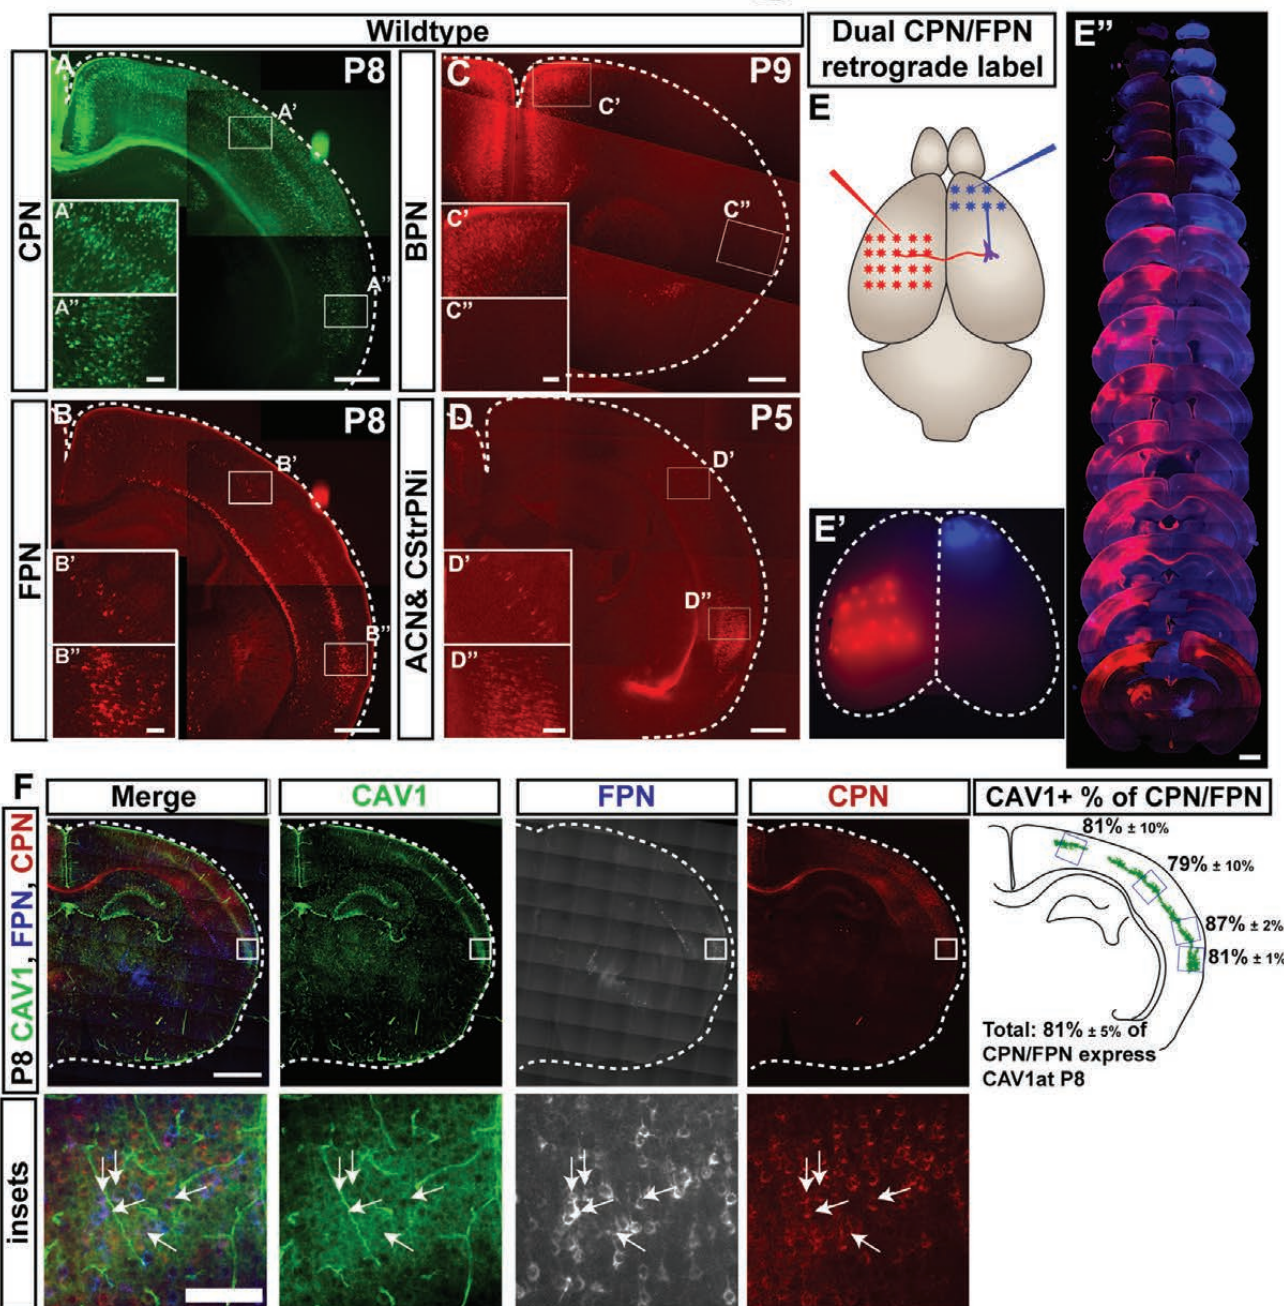 Wildtype
Dual CPN/FPN
retrograde label
E"
CPN
A
P8
A'
A'
A"
A"
BPN
C
P9
C'
C'
C"
C"
E
FPN
B
P8
B'
B'
B"
B"
ACN& CStrPNi
D
P5
D'
D'
D"
D"
E'
F
Merge
CAV1
FPN
CPN
CAV1+ % of CPN/FPN
P8 CAV1, FPN, CPN
81% ± 10%
79% ± 10%
87% ± 2%
81% ± 1%
Total: 81% ± 5% of
CPN/FPN express
CAV1at P8
insets